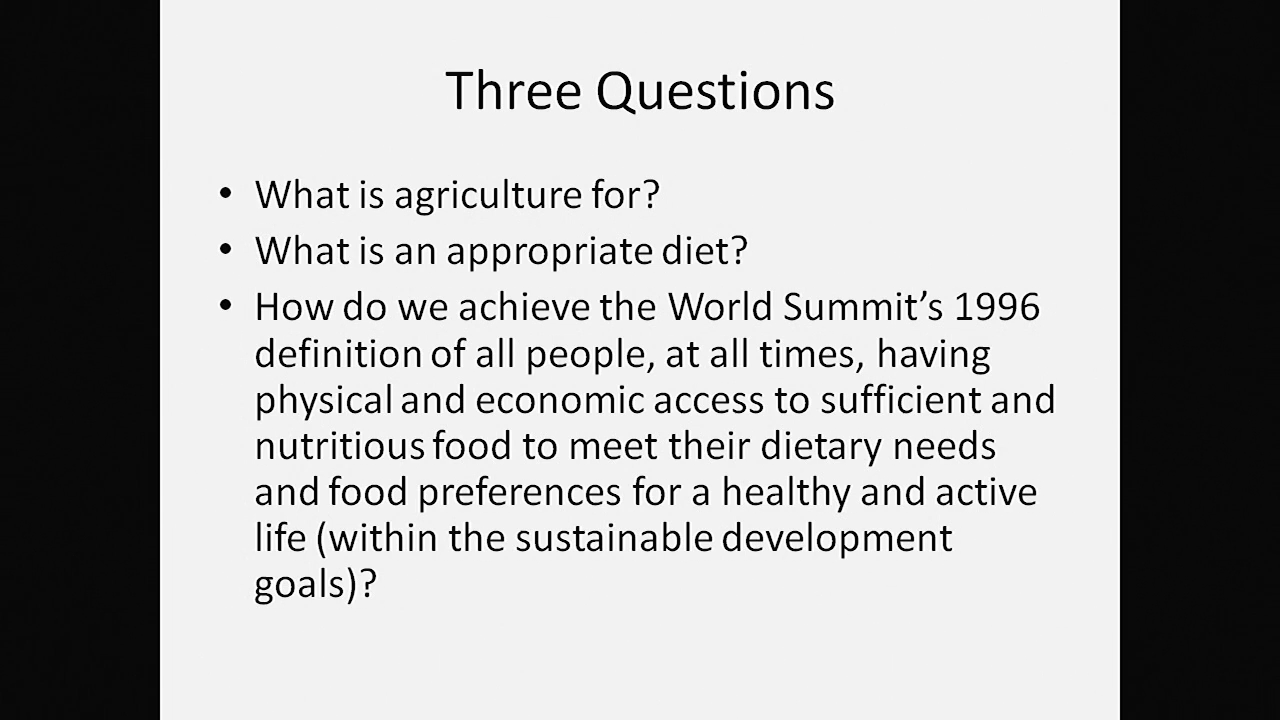 Three Questions
• What is agriculture for?
• What is an appropriate diet?
• How do we achieve the World Summit’s 1996
definition of all people, at all times, having
physical and economic access to sufficient and
nutritious food to meet their dietary needs
and food preferences for a healthy and active
life (within the sustainable development
goals)?